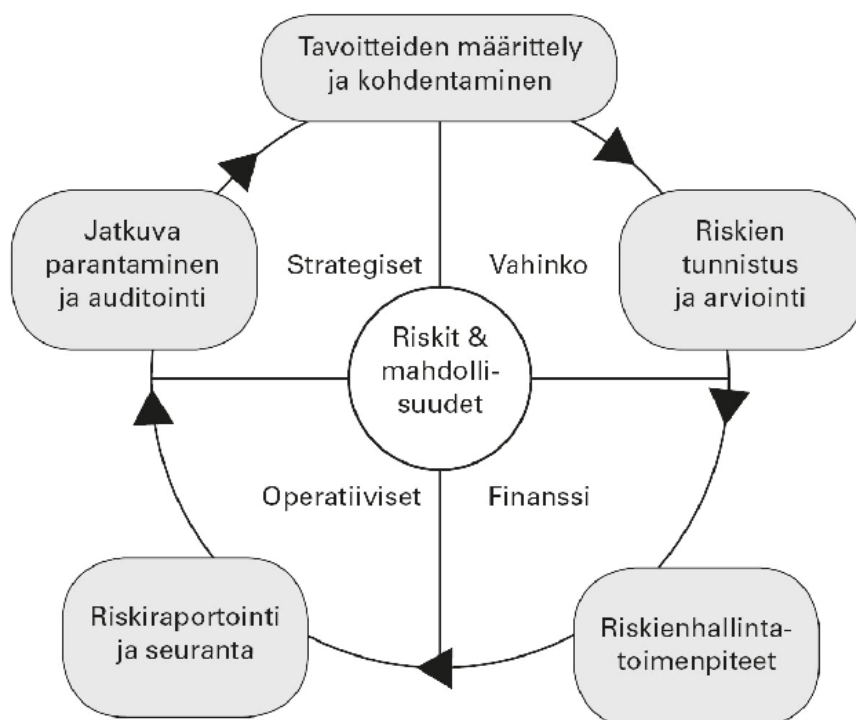 Tavoitteiden määrittely
ja kohdentaminen
Jatkuva
parantaminen
ja auditointi
Strategiset
Vahinko
Riskien
tunnistus
ja arviointi
Riskit &
mahdolli-
suudet
Operatiiviset
Finanssi
Riskiraportointi
ja seuranta
Riskienhallinta-
toimenpiteet